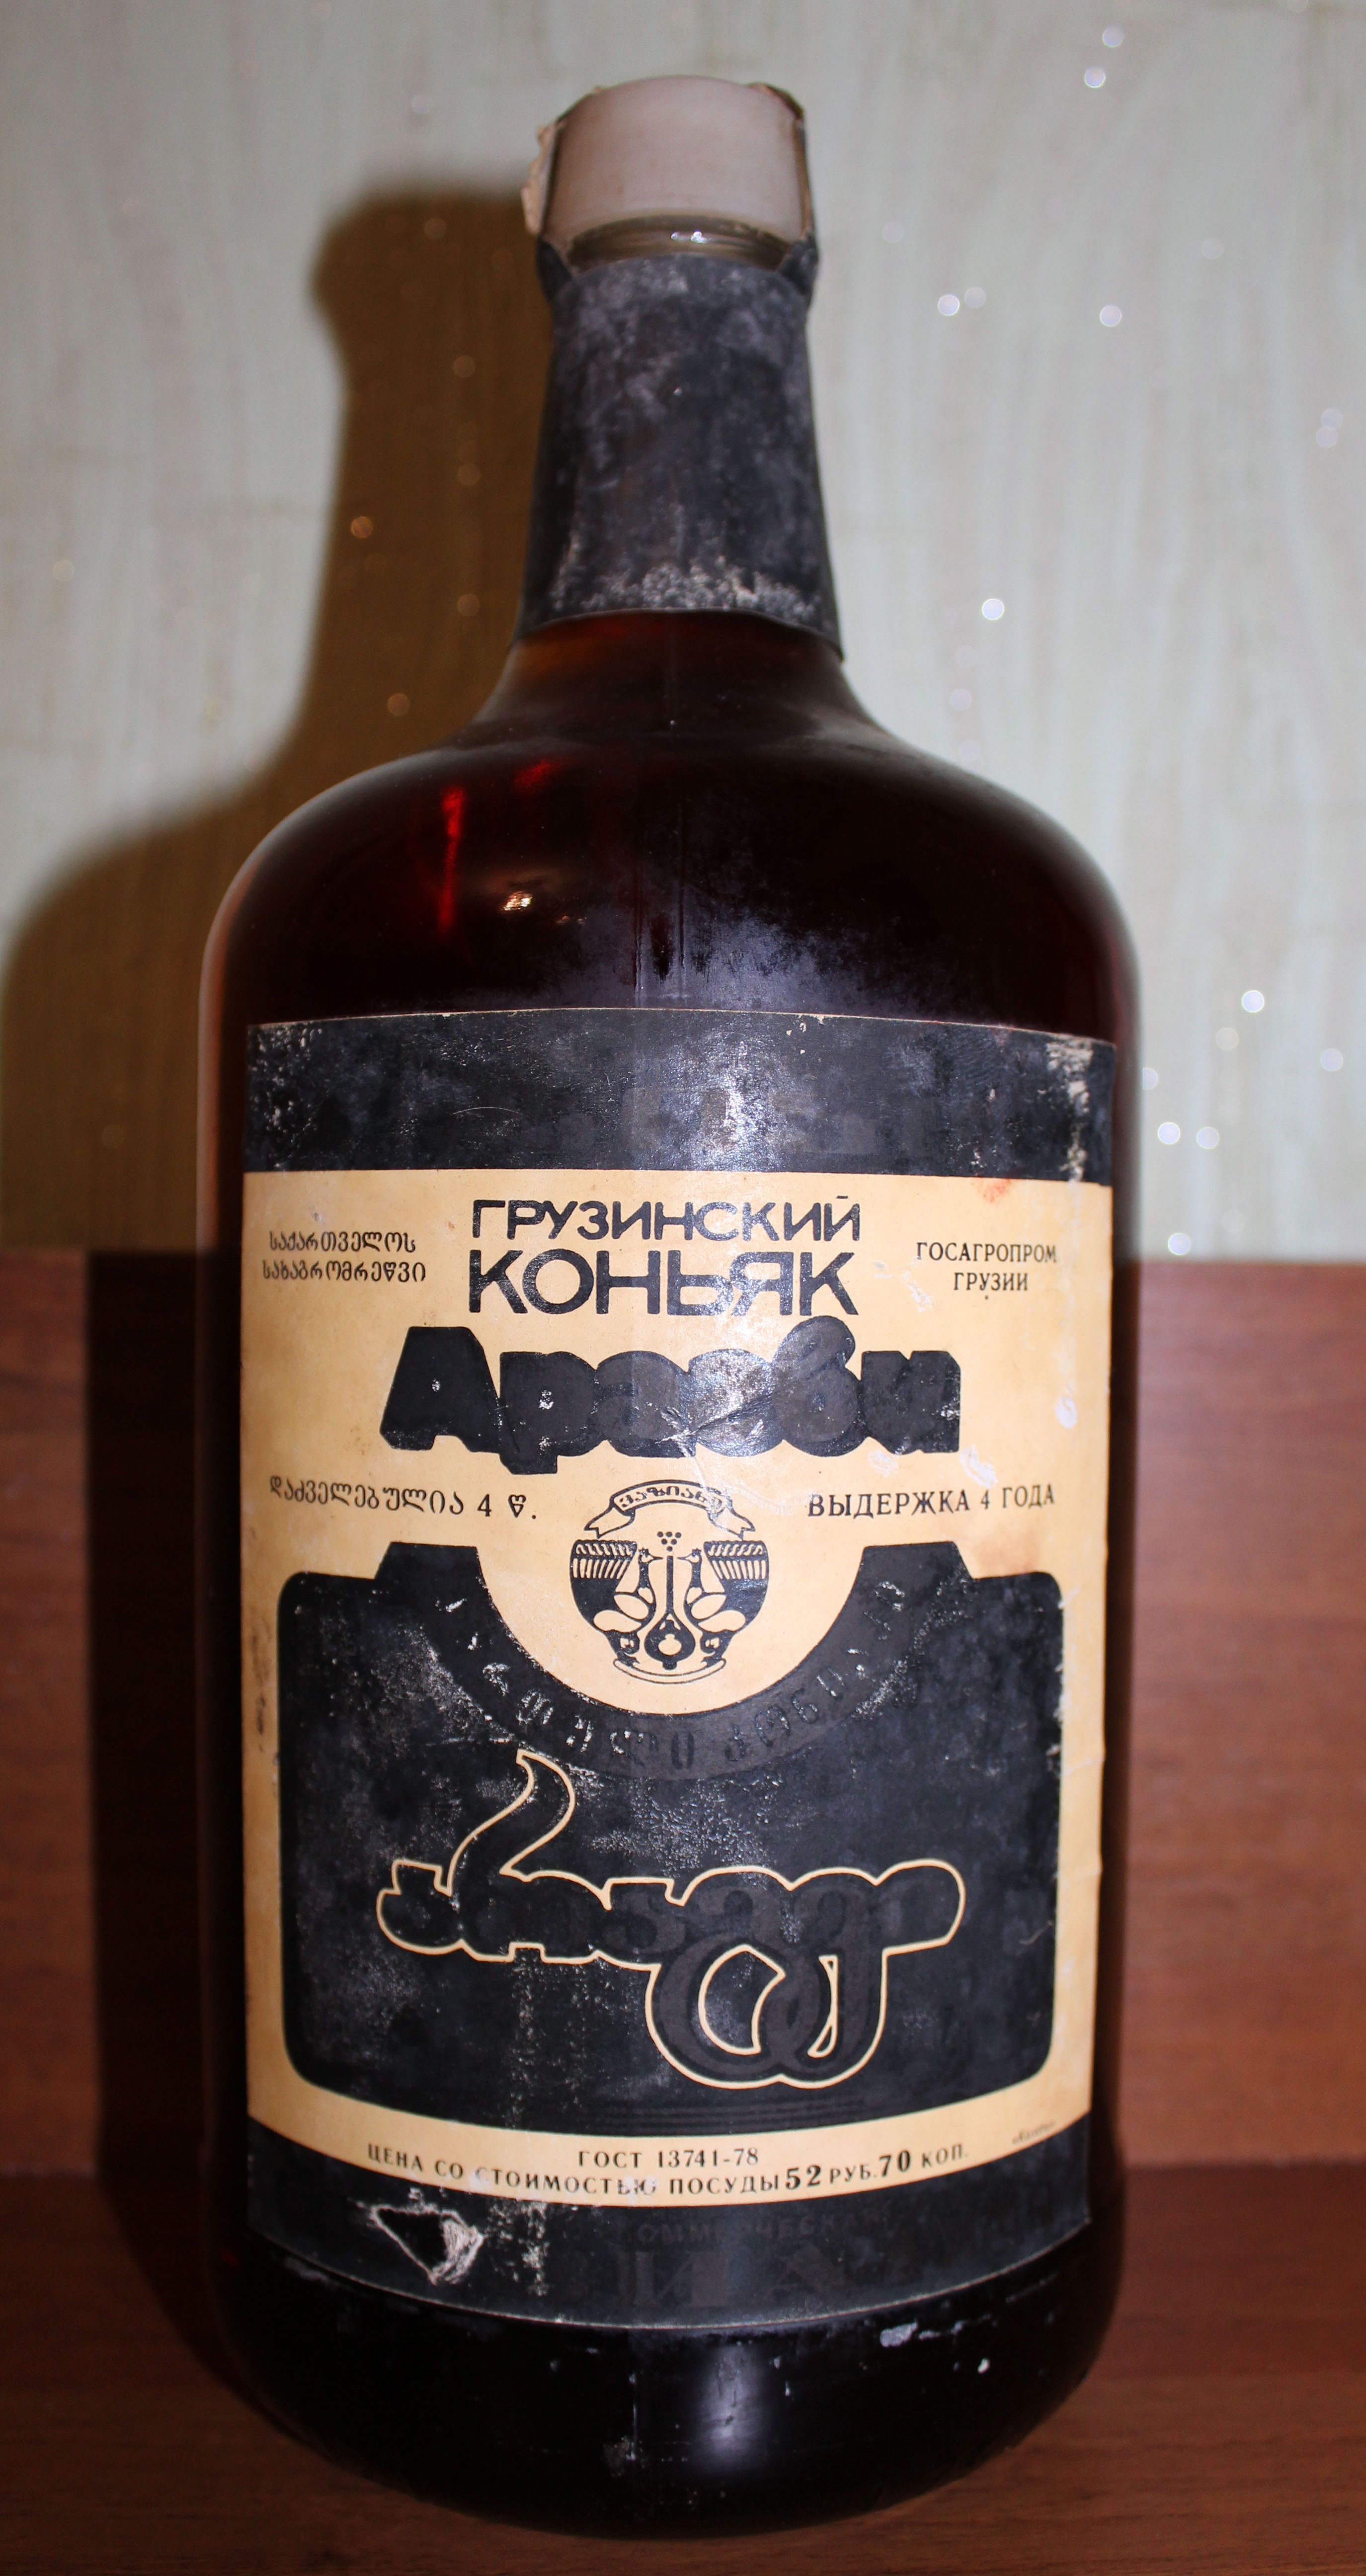 ГРУЗИНСКИЙ
КОНЬЯК
საქართველოს
სახაგრომრეწვი
ГОСАГРОПРОМ
ГРУЗИИ
Арагви
დაძველებულია 4 წ.
ВЫДЕРЖКА 4 ГОДА
ГОСТ 13741-78
ЦЕНА СО СТОИМОСТЬЮ ПОСУДЫ 52 РУБ. 70 КОП.